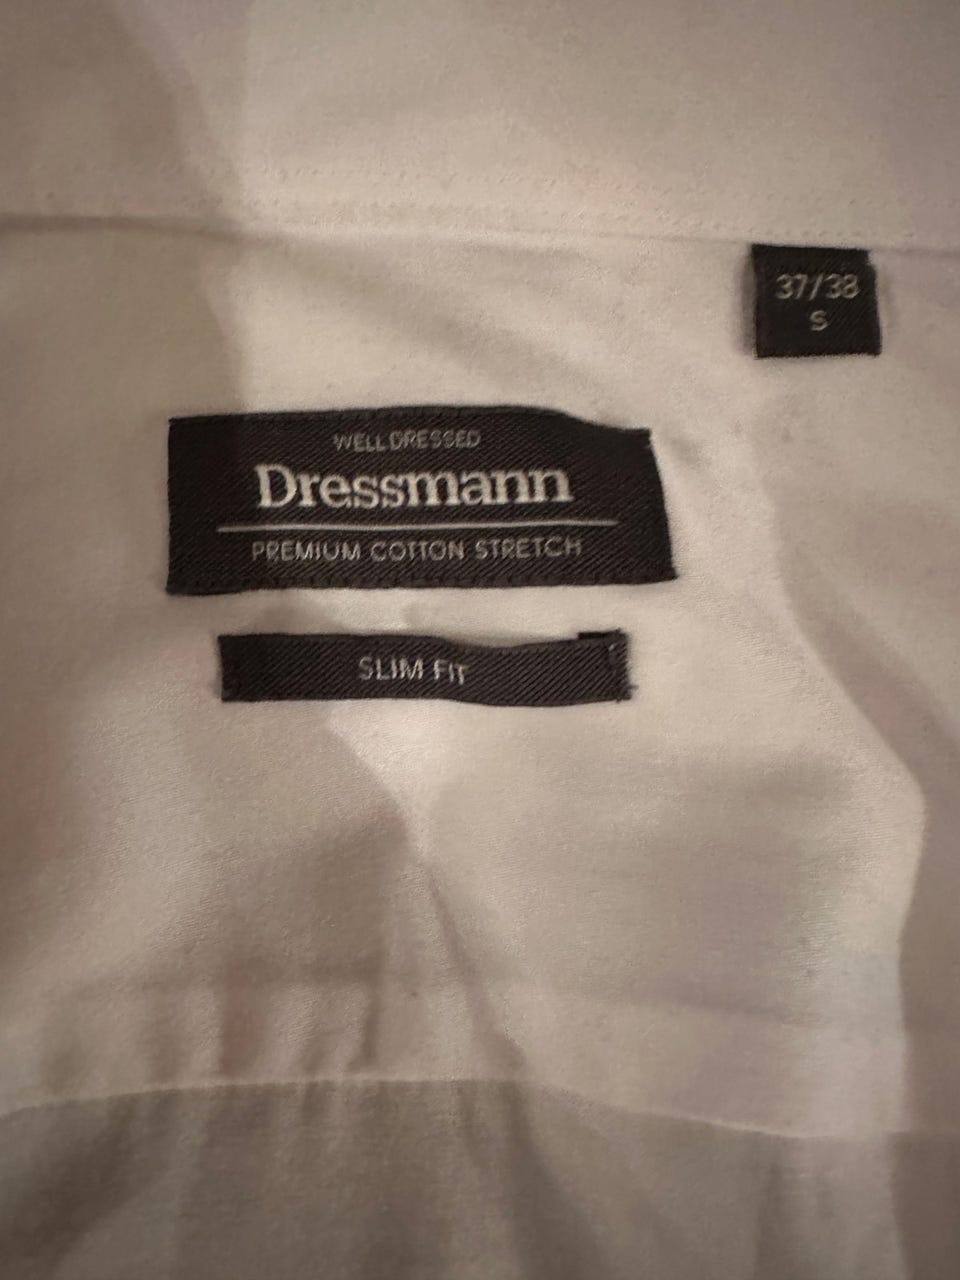 37/38
S
WELL DRESSED
Dressmann
PREMIUM COTTON STRETCH
SLIM FIT